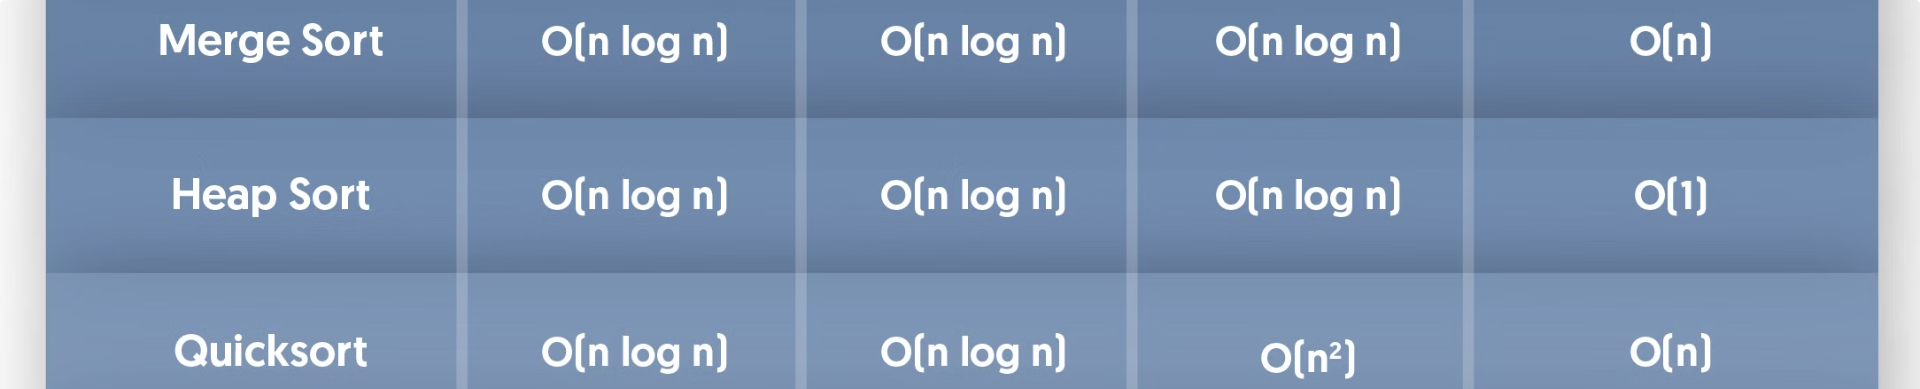 Merge Sort O(n log n) O(n log n) O(n log n) O(n)
Heap Sort O(n log n) O(n log n) O(n log n) O(1)
Quicksort O(n log n) O(n log n) O(n²) O(n)